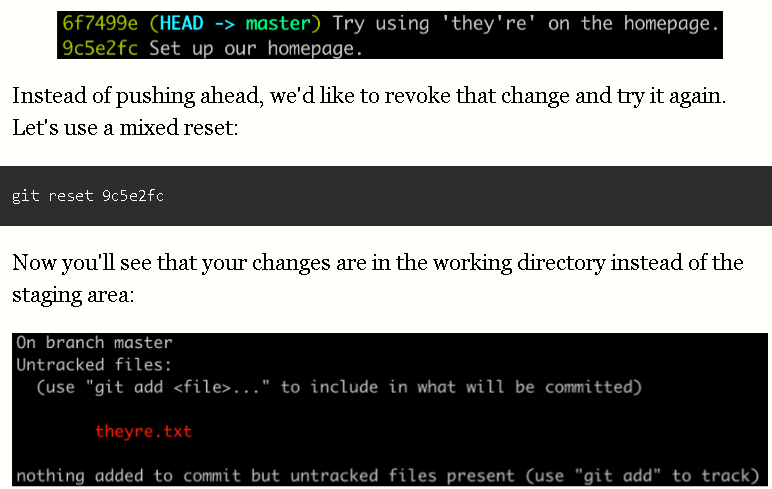 6f7499e (HEAD -> master) Try using 'they're' on the homepage.
9c5e2fc Set up our homepage.
Instead of pushing ahead, we'd like to revoke that change and try it again.
Let's use a mixed reset:
git reset 9c5e2fc
Now you'll see that your changes are in the working directory instead of the
staging area:
On branch master
Untracked files:
(use "git add <file>..." to include in what will be committed)
theyre.txt
nothing added to commit but untracked files present (use "git add" to track)